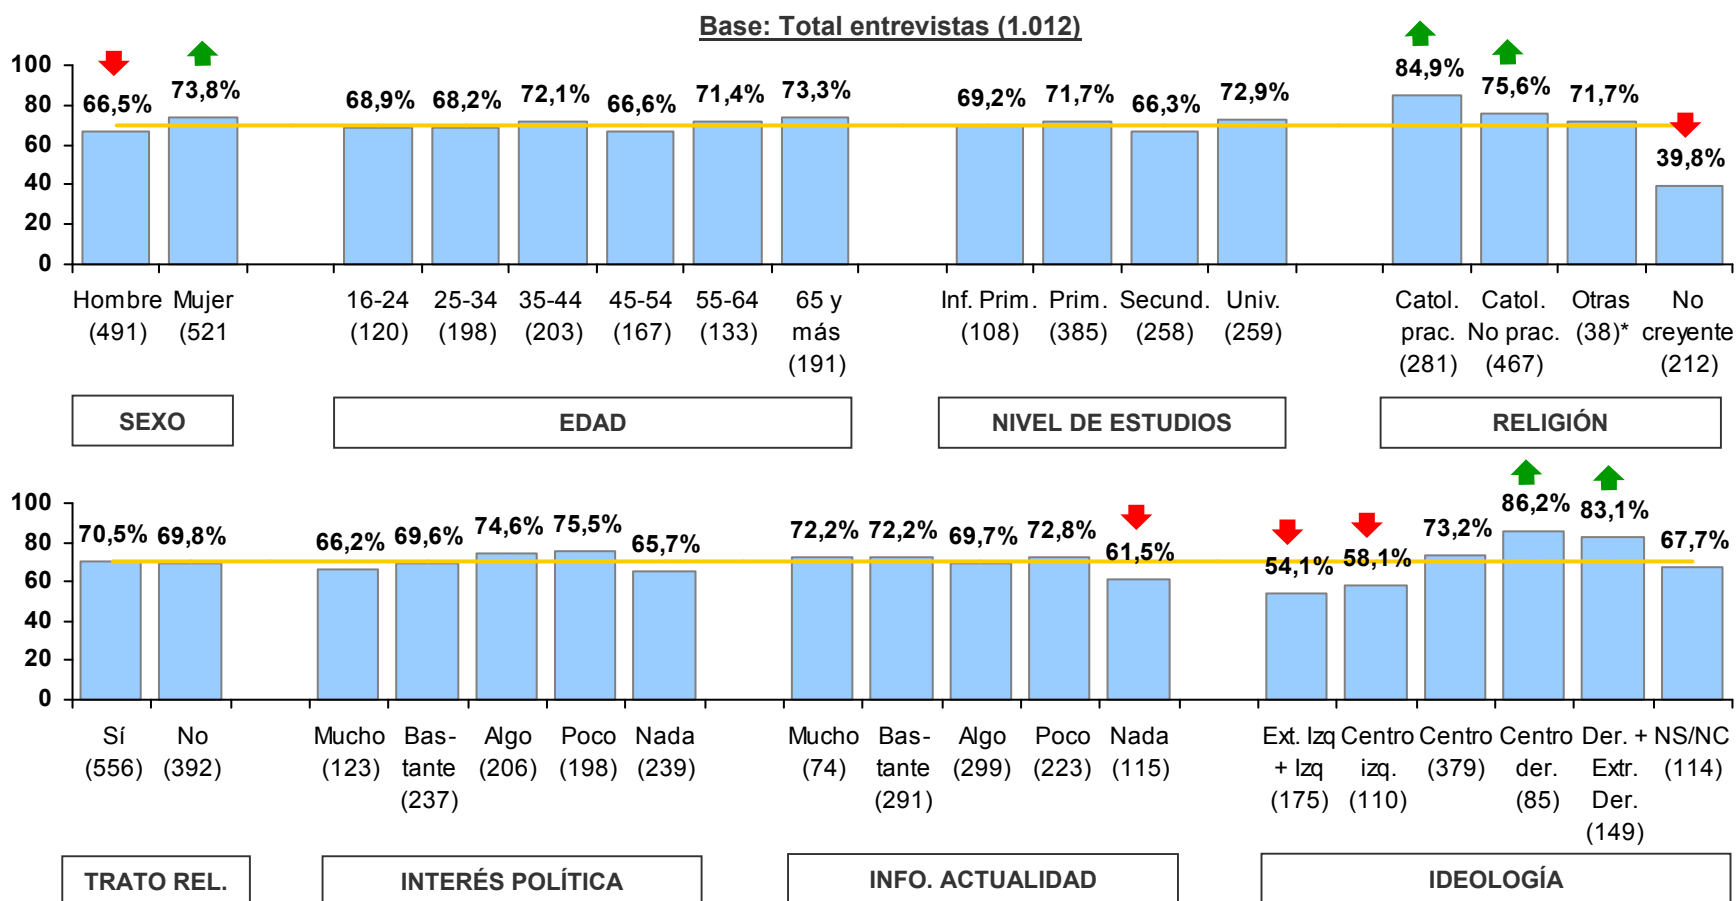 Base: Total entrevistas (1.012)
100
80
60
40
20
0
66,5% 73,8% 68,9% 68,2% 72,1% 66,6% 71,4% 73,3% 69,2% 71,7% 66,3% 72,9% 84,9% 75,6% 71,7% 39,8%
Hombre Mujer 16-24 25-34 35-44 45-54 55-64 65 y Inf. Prim. Prim. Secund. Univ. Catol. Catol. Otras No
(491) (521 (120) (198) (203) (167) (133) más (108) (385) (258) (259) prac. No prac. (38)* creyente
(191) (281) (467) (212)
SEXO EDAD NIVEL DE ESTUDIOS RELIGIÓN
100
80
60
40
20
0
70,5% 69,8% 66,2% 69,6% 74,6% 75,5% 65,7% 72,2% 72,2% 69,7% 72,8% 61,5% 54,1% 58,1% 73,2% 86,2% 83,1% 67,7%
Sí No Mucho Bas- Algo Poco Nada Mucho Bas- Algo Poco Nada Ext. Izq Centro Centro Centro Der. + NS/NC
(556) (392) (123) tante (206) (198) (239) (74) tante (299) (223) (115) + Izq izq. (379) der. Extr. (114)
(237) (291) (175) (110) (85) Der.
(149)
TRATO REL. INTERÉS POLÍTICA INFO. ACTUALIDAD IDEOLOGÍA